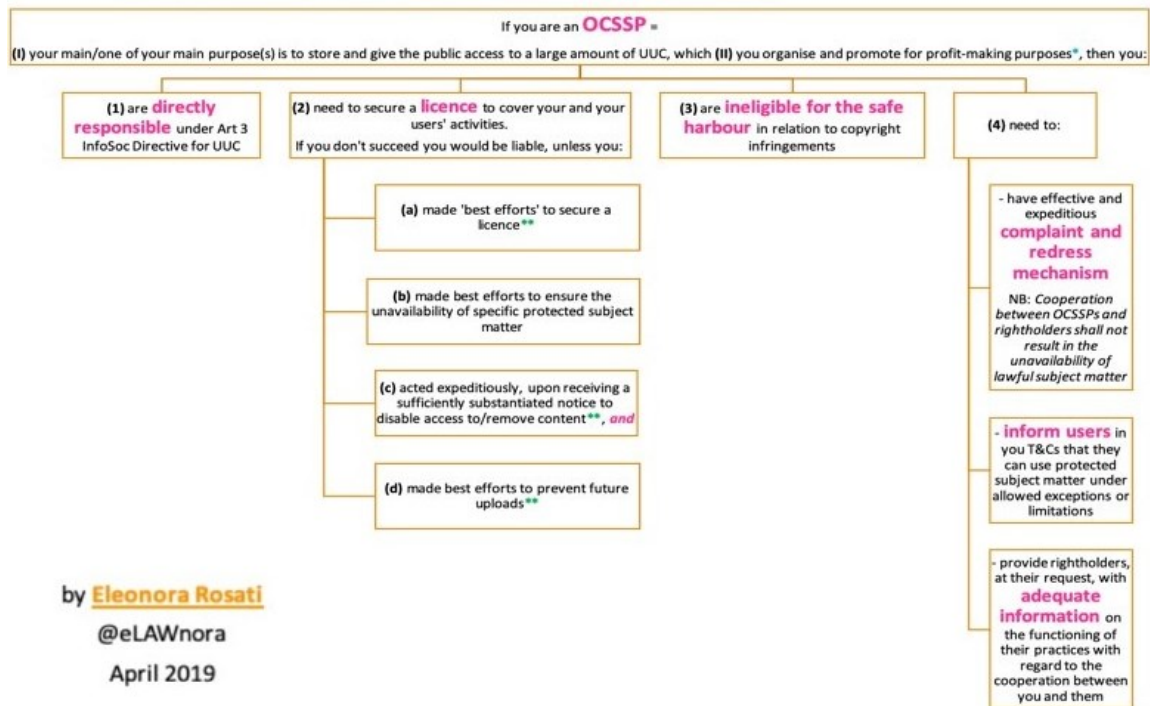 If you are an OCSSP =
(I) your main/one of your main purpose(s) is to store and give the public access to a large amount of UUC, which (II) you organise and promote for profit-making purposes*, then you:
(1) are directly
responsible under Art 3
InfoSoc Directive for UUC
(2) need to secure a licence to cover your and your
users' activities.
If you don't succeed you would be liable, unless you:
(a) made 'best efforts' to secure a
licence**
(b) made best efforts to ensure the
unavailability of specific protected subject
matter
(c) acted expeditiously, upon receiving a
sufficiently substantiated notice to
disable access to/remove content**, and
(d) made best efforts to prevent future
uploads**
(3) are ineligible for the safe
harbour in relation to copyright
infringements
(4) need to:
- have effective and
expeditious
complaint and
redress
mechanism
NB: Cooperation
between OCSSPs and
rightholders shall not
result in the
unavailability of
lawful subject matter
- inform users in
you T&Cs that they
can use protected
subject matter under
allowed exceptions or
limitations
- provide rightholders,
at their request, with
adequate
information on
the functioning of
their practices with
regard to the
cooperation between
you and them
by Eleonora Rosati
@eLAWnora
April 2019